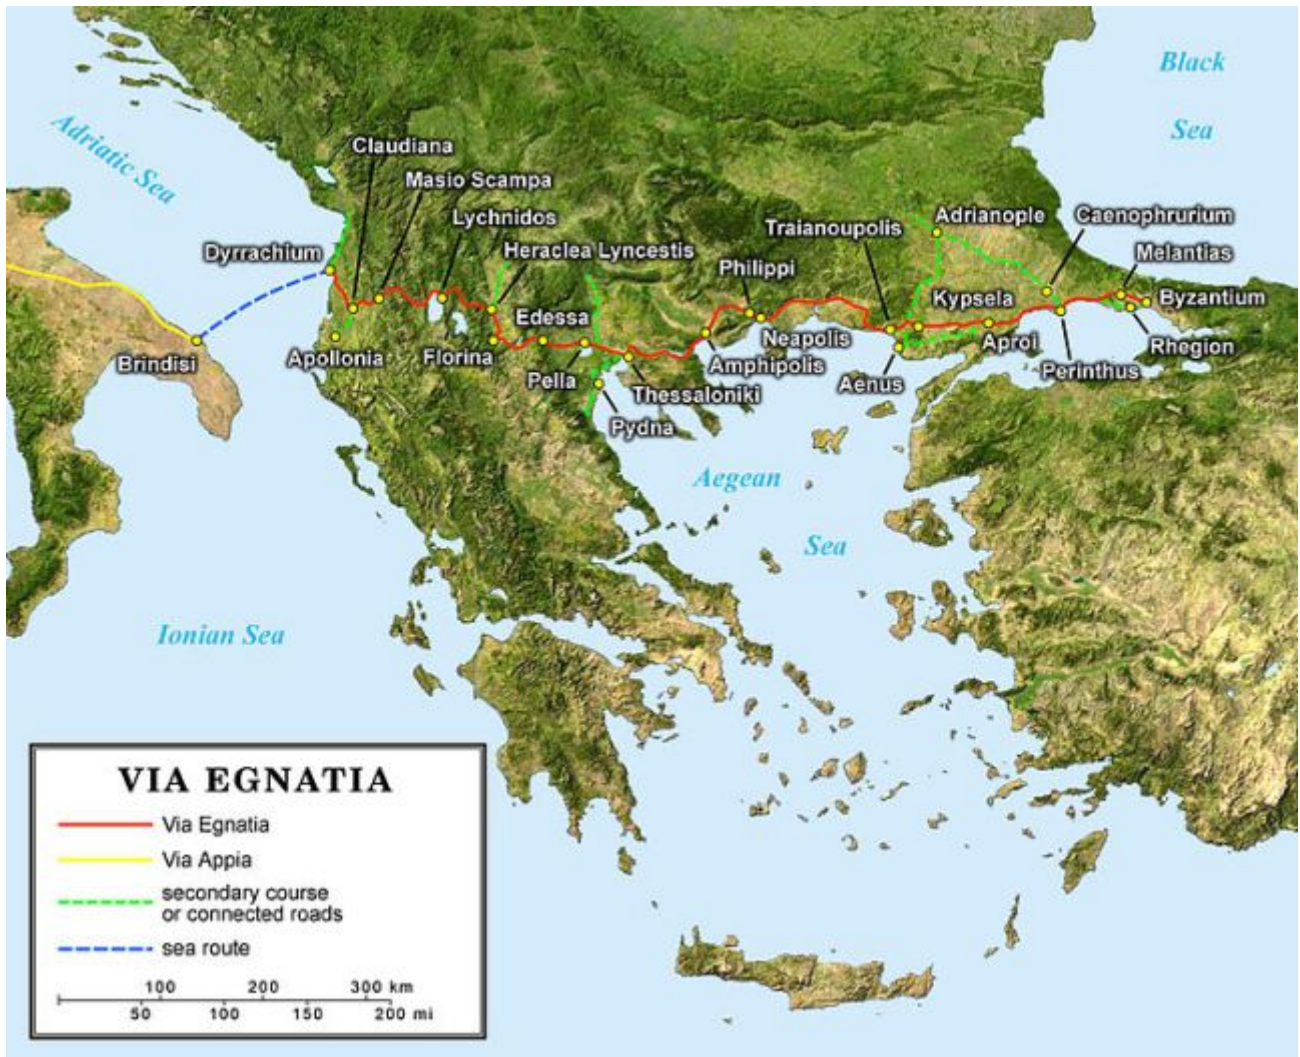 Black
Sea
Adriatic Sea
Claudiana
Masio Scampa
Lychnidos
Dyrrachium
Heraclea Lyncestis
Traianoupolis
Adrianople
Caenophrurium
Philippi
Melantias
Kypsela
Byzantium
Edessa
Brindisi
Apollonia
Florina
Neapolis
Aproi
Rhegion
Pella
Amphipolis
Aenus
Perinthus
Thessaloniki
Pydna
Aegean
Sea
Ionian Sea
VIA EGNATIA
Via Egnatia
Via Appia
secondary course
or connected roads
sea route
100 200 300 km
50 100 150 200 mi